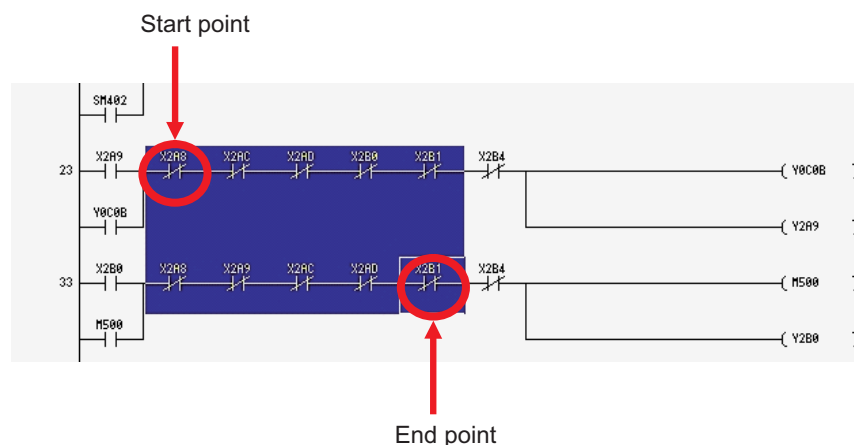 Start point
SM402
23 X2A9 X2A8 X2AC X2AD X2B0 X2B1 X2B4 Y0C0B
Y0C0B Y2A9
33 X2B0 X2A8 X2A9 X2AC X2AD X2B1 X2B4 M500
M500 Y2B0
End point